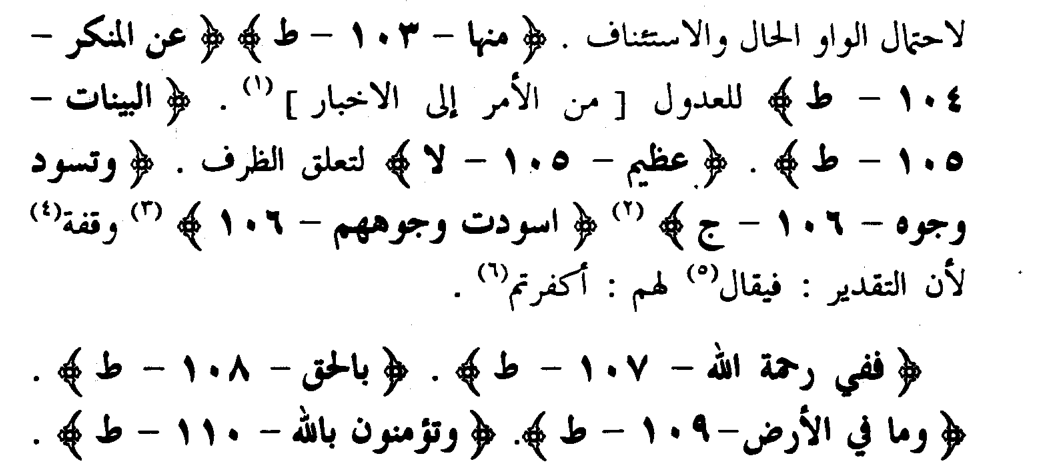 لاحتمال الواو الحال والاستئناف . ﴿ منها – ١٠٣ – ط ﴾ ﴿ عن المنكر –
١٠٤ – ط ﴾ للعدول [ من الأمر إلى الاخبار ] (١) . ﴿ البينات –
١٠٥ – ط ﴾ . ﴿ عظيم – ١٠٥ – لا ﴾ لتعلق الظرف . ﴿ وتسود
وجوه – ١٠٦ – ج ﴾ (٢) ﴿ اسودت وجوههم – ١٠٦ ﴾ (٣) وقفة(٤)
لأن التقدير : فيقال(٥) لهم : أكفرتم(٦) .
﴿ ففي رحمة الله – ١٠٧ – ط ﴾ . ﴿ بالحق – ١٠٨ – ط ﴾ .
﴿ وما في الأرض–١٠٩ – ط ﴾. ﴿ وتؤمنون بالله – ١١٠ – ط ﴾ .